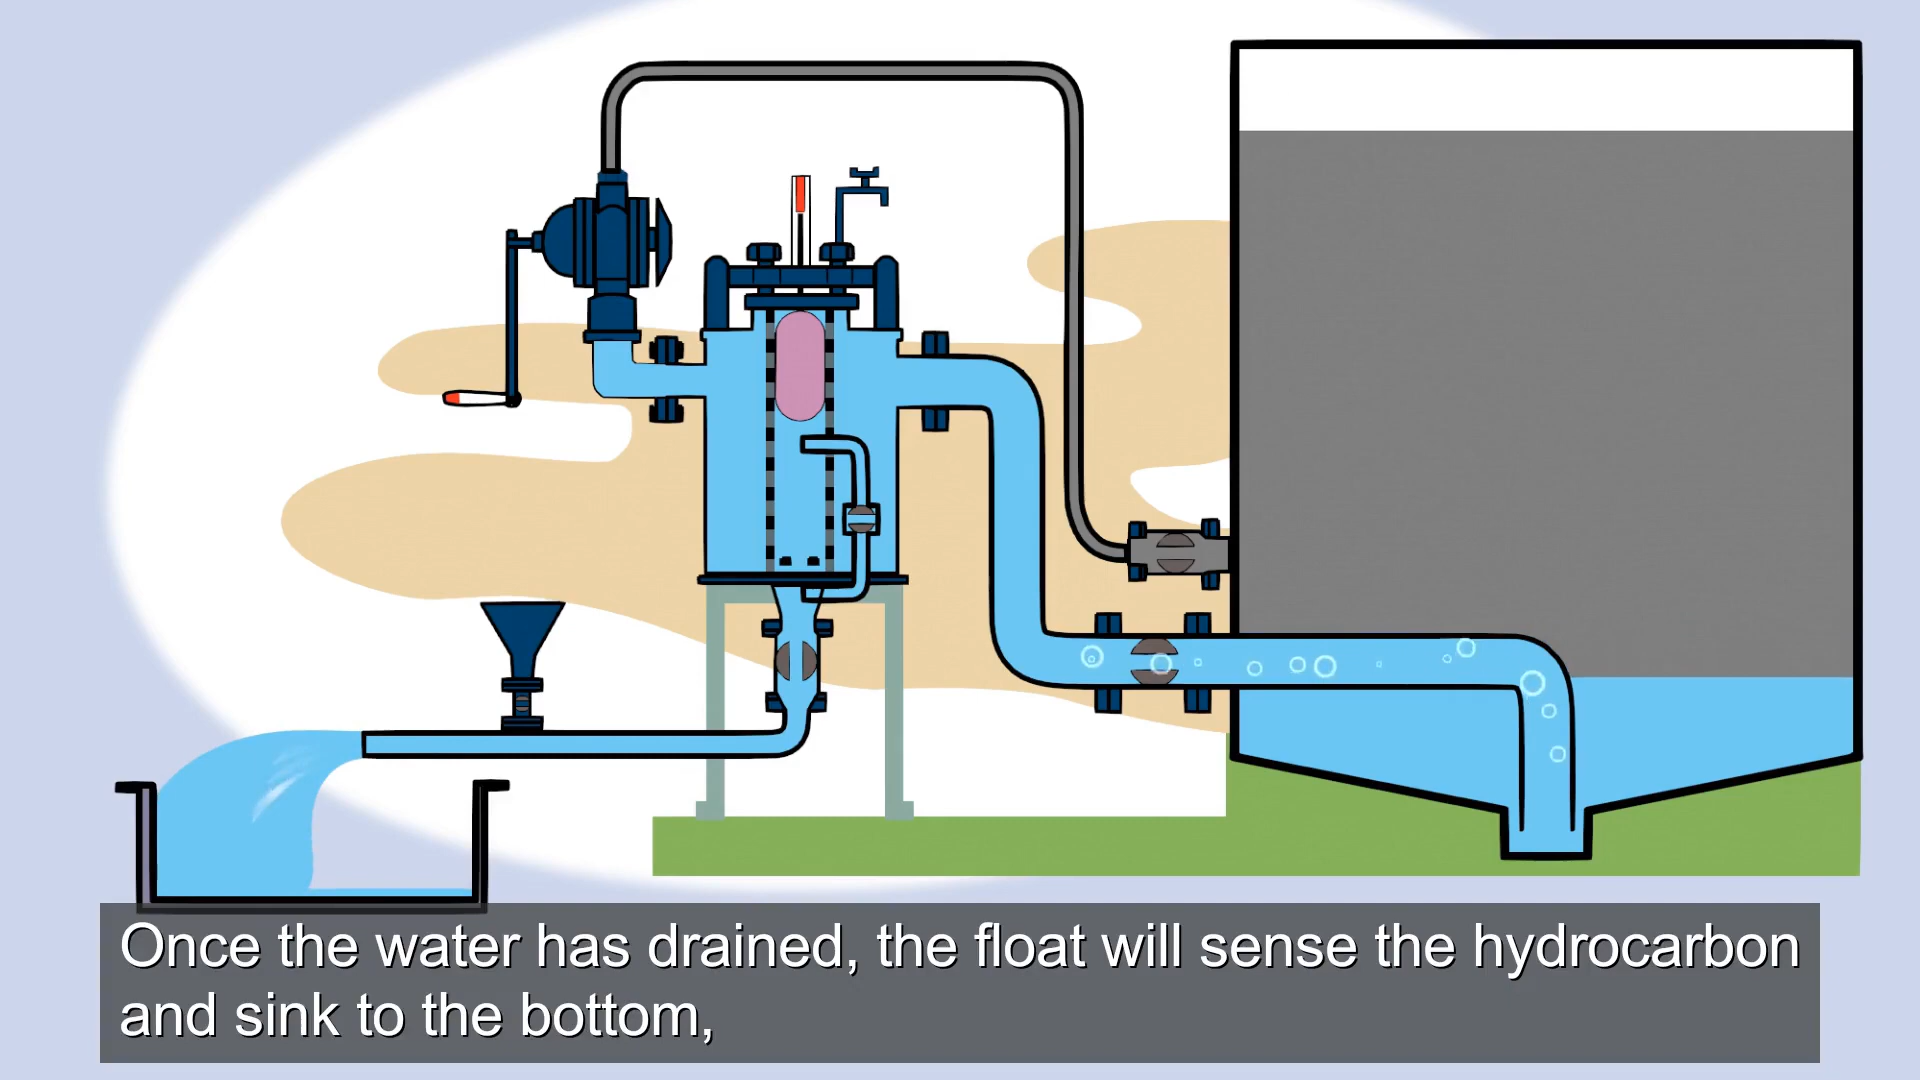 Once the water has drained, the float will sense the hydrocarbon
and sink to the bottom,